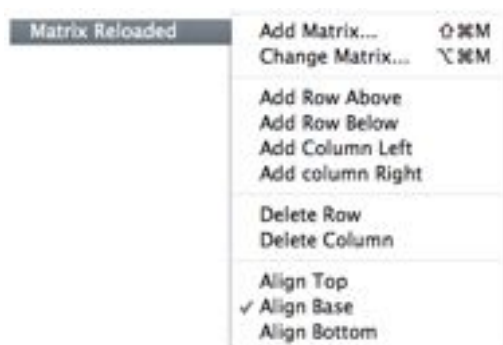 Matrix Reloaded
Add Matrix... ⇧⌘M
Change Matrix... ⌥⌘M
Add Row Above
Add Row Below
Add Column Left
Add column Right
Delete Row
Delete Column
Align Top
✓ Align Base
Align Bottom